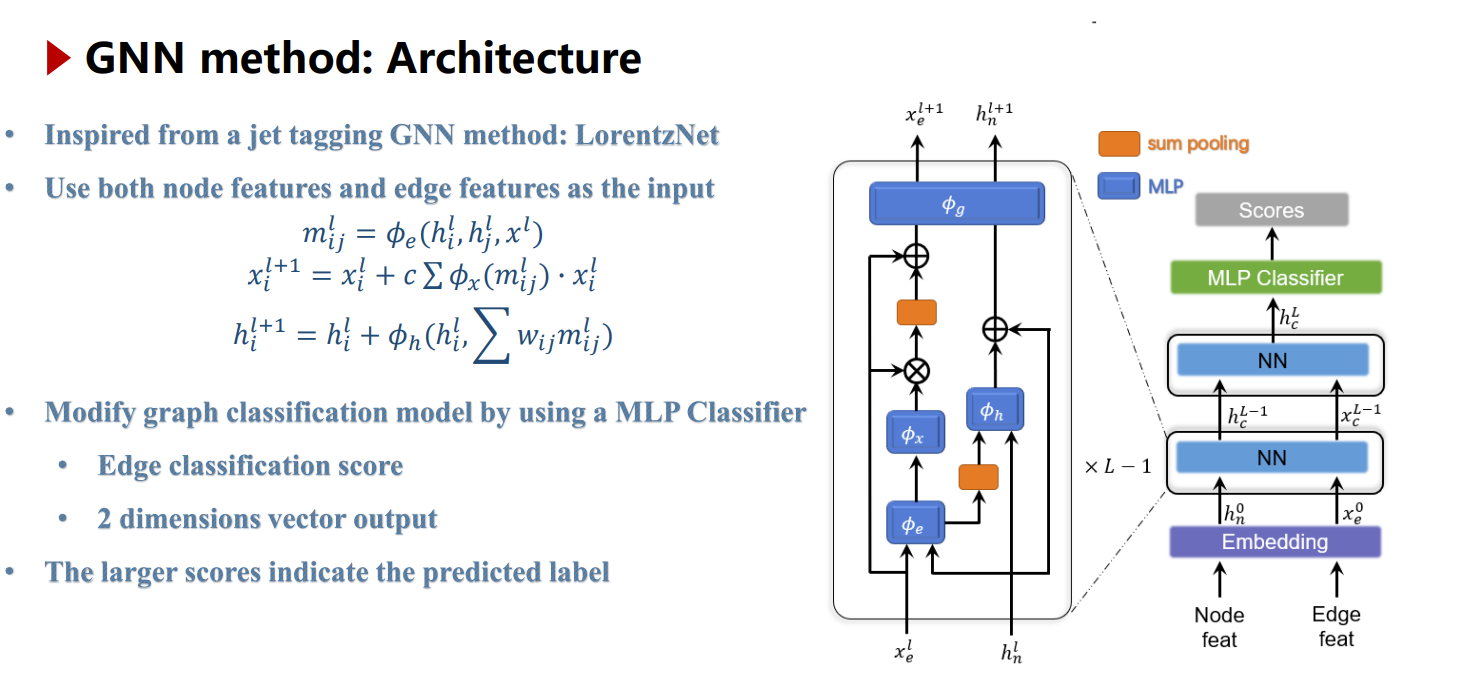 GNN method: Architecture
• Inspired from a jet tagging GNN method: LorentzNet
• Use both node features and edge features as the input
$m_{ij}^{l} = \phi_e(h_i^l, h_j^l, x^l)$
$x_i^{l+1} = x_i^l + c \sum \phi_x(m_{ij}^l) \cdot x_i^l$
$h_i^{l+1} = h_i^l + \phi_h(h_i^l, \sum w_{ij} m_{ij}^l)$
• Modify graph classification model by using a MLP Classifier
• Edge classification score
• 2 dimensions vector output
• The larger scores indicate the predicted label
$x_e^{l+1}$ $h_n^{l+1}$
$\phi_g$
$\phi_x$ $\phi_h$
$\phi_e$
$x_e^l$ $h_n^l$
sum pooling
MLP
Scores
MLP Classifier
$h_c^L$
NN
$h_c^{L-1}$ $x_c^{L-1}$
NN
$\times L - 1$
$h_n^0$ $x_e^0$
Embedding
Node feat
Edge feat